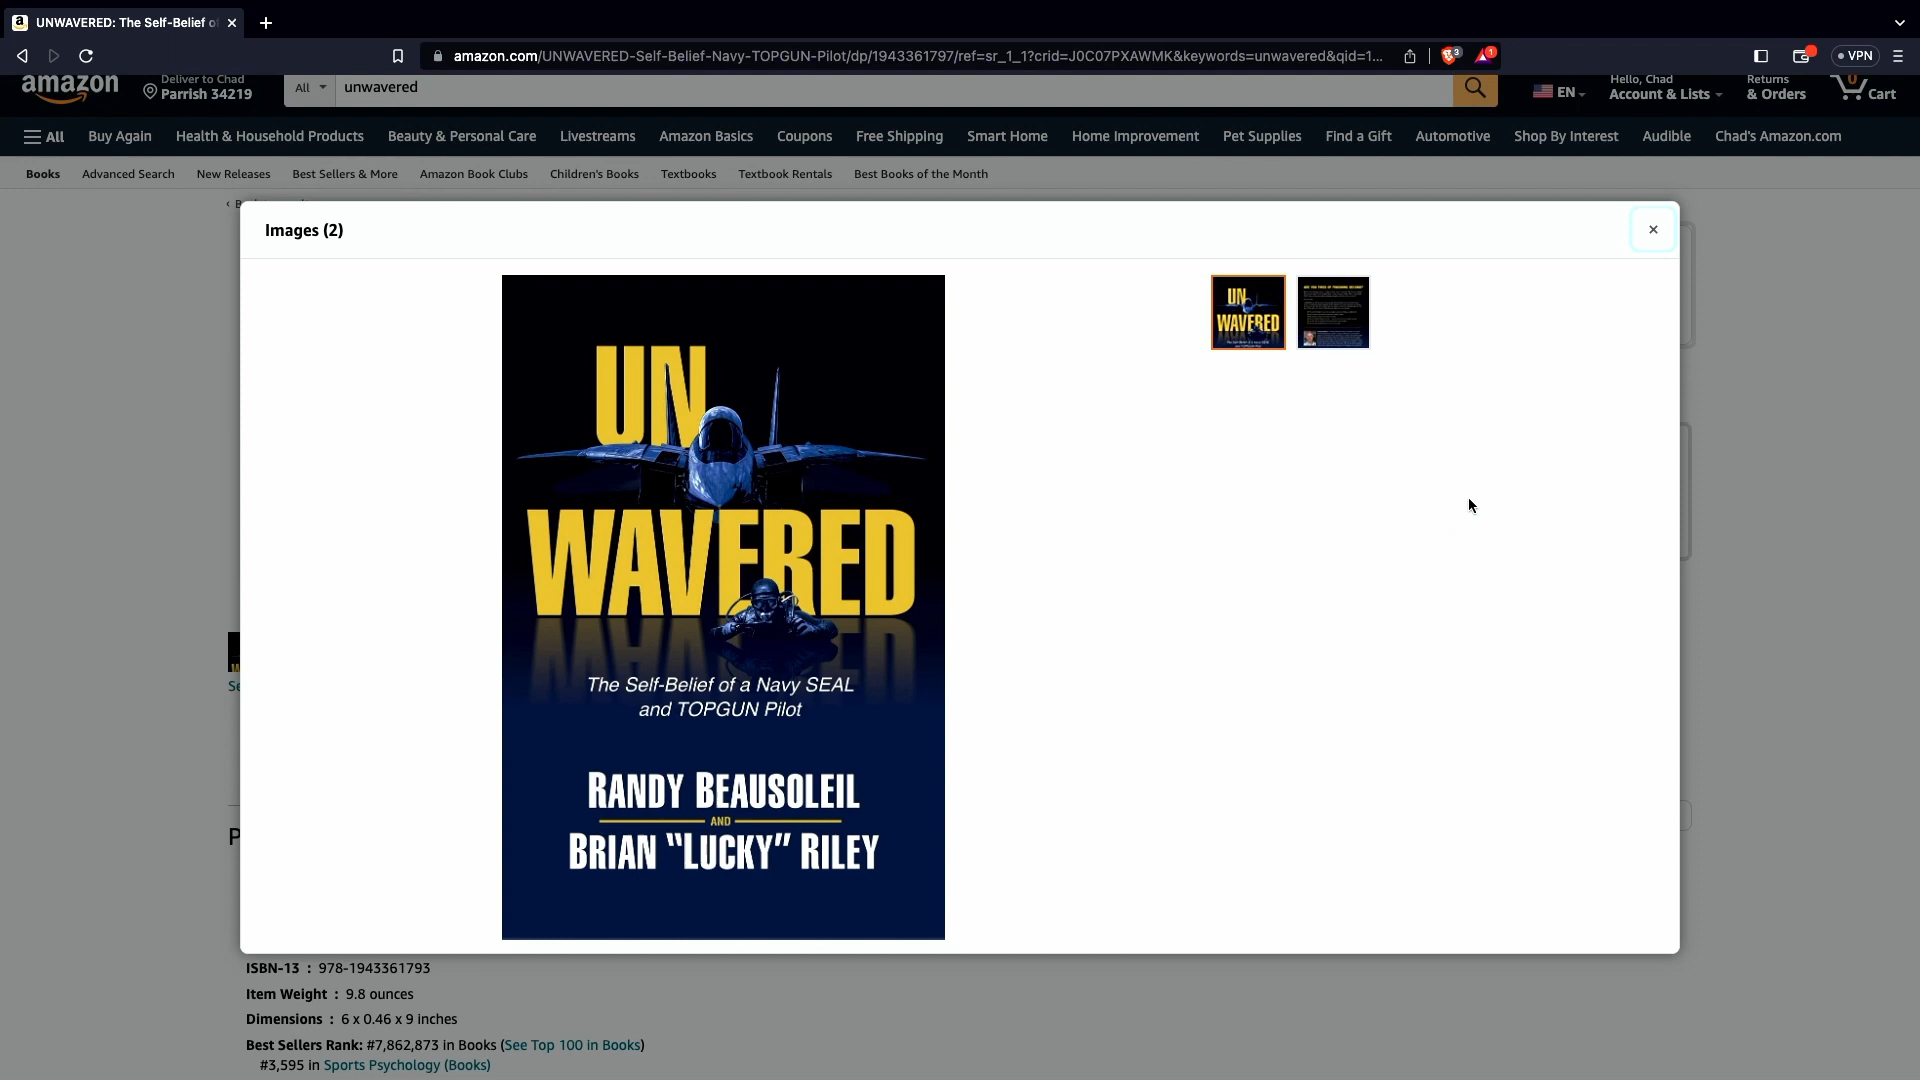 UNWAVERED: The Self-Belief o
amazon.com/UNWAVERED-Self-Belief-Navy-TOPGUN-Pilot/dp/1943361797/ref=sr_1_1?crid=J0C07PXAWMK&keywords=unwavered&qid=1...
3
1
VPN
amazon
Deliver to Chad
Parrish 34219
All
unwavered
EN
Hello, Chad
Account & Lists
Returns
& Orders
0
Cart
All
Buy Again
Health & Household Products
Beauty & Personal Care
Livestreams
Amazon Basics
Coupons
Free Shipping
Smart Home
Home Improvement
Pet Supplies
Find a Gift
Automotive
Shop By Interest
Audible
Chad's Amazon.com
Books
Advanced Search
New Releases
Best Sellers & More
Amazon Book Clubs
Children's Books
Textbooks
Textbook Rentals
Best Books of the Month
Images (2)
UN
WAVERED
The Self-Belief of a Navy SEAL
and TOPGUN Pilot
RANDY BEAUSOLEIL
AND
BRIAN "LUCKY" RILEY
UN
WAVERED
ISBN-13 : 978-1943361793
Item Weight : 9.8 ounces
Dimensions : 6 x 0.46 x 9 inches
Best Sellers Rank: #7,862,873 in Books (See Top 100 in Books)
#3,595 in Sports Psychology (Books)